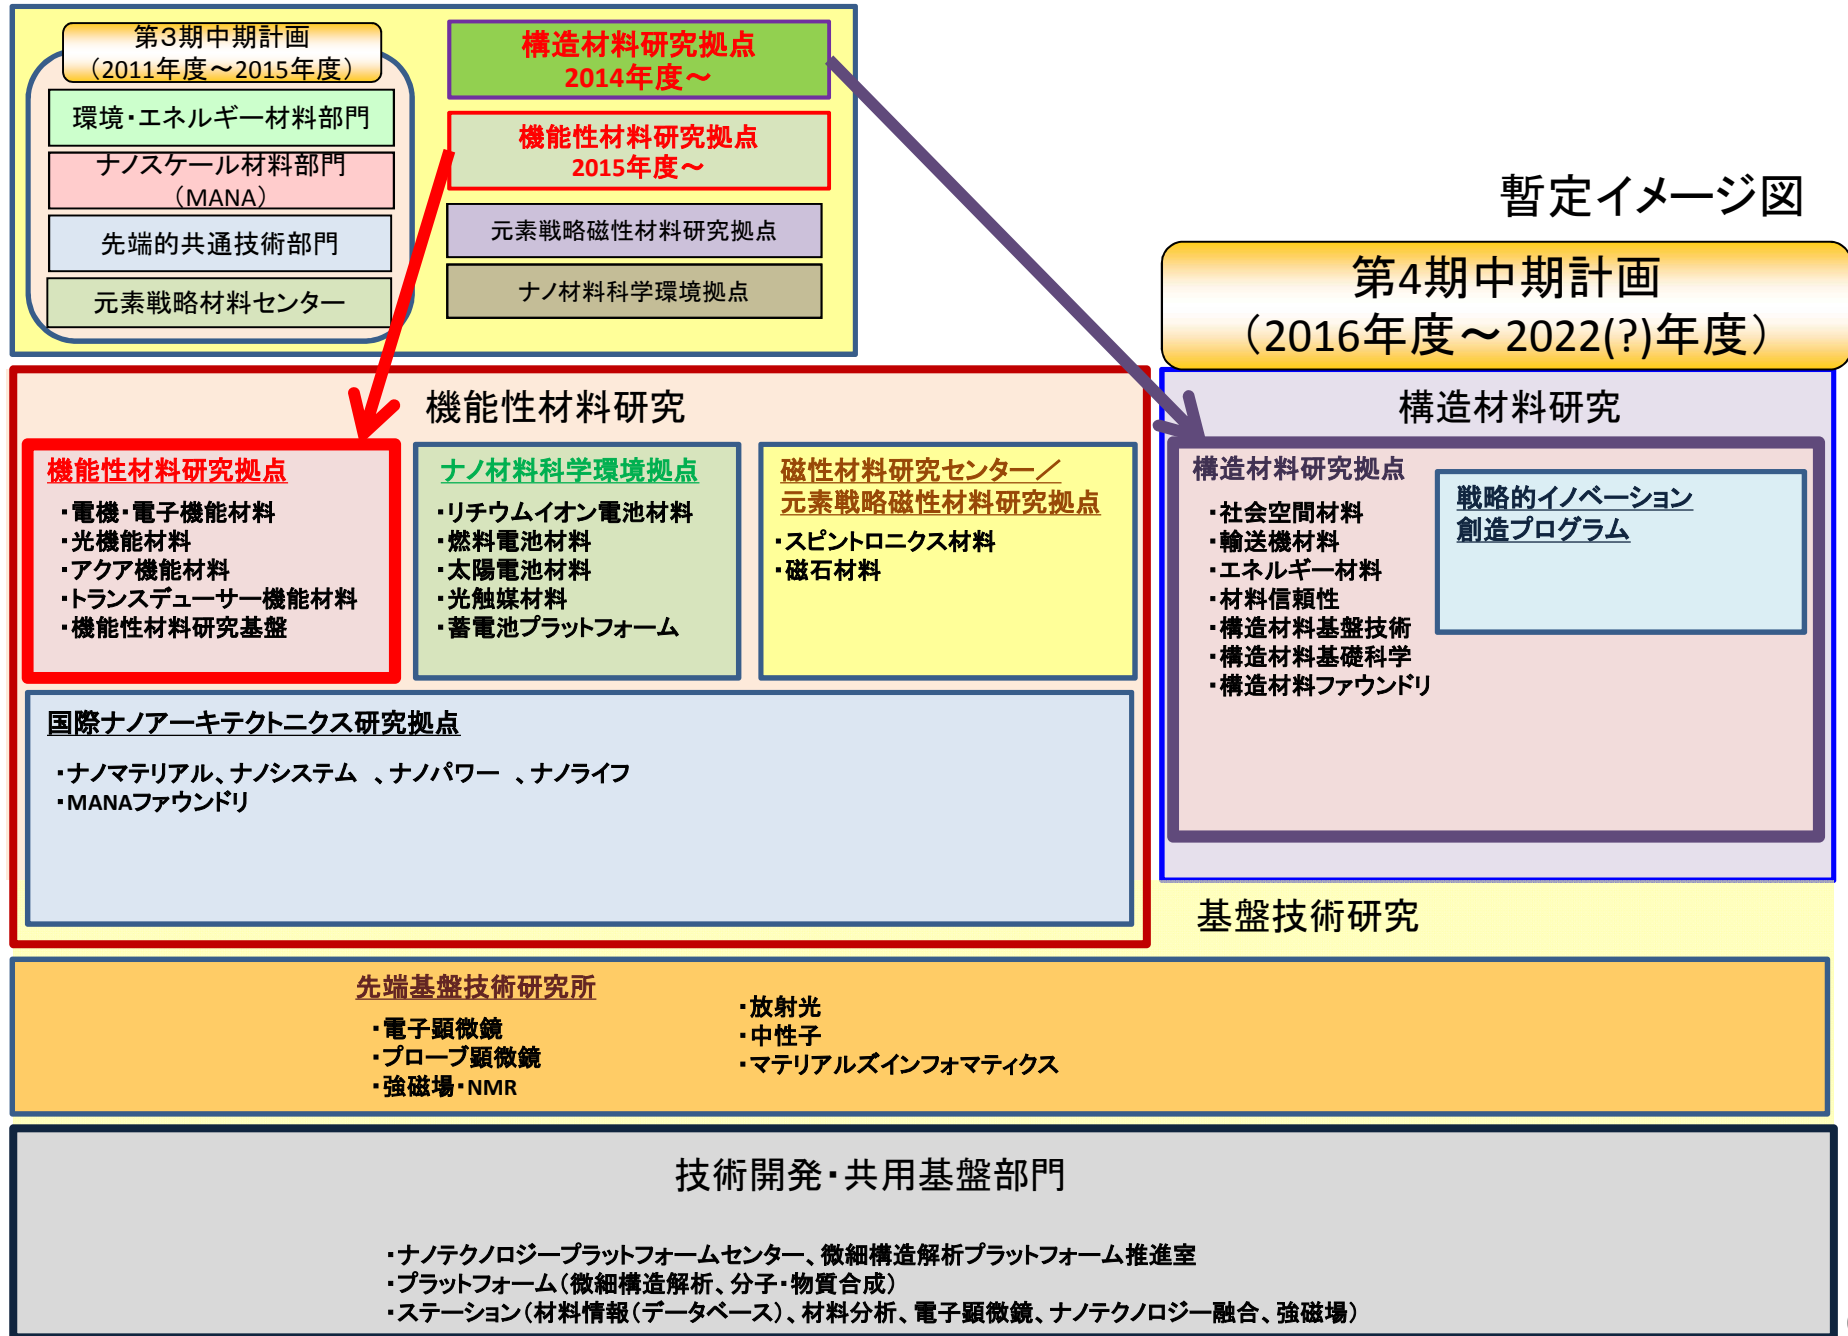 第3期中期計画
（2011年度～2015年度）
環境・エネルギー材料部門
ナノスケール材料部門
（MANA）
先端的共通技術部門
元素戦略材料センター
構造材料研究拠点
2014年度～
機能性材料研究拠点
2015年度～
元素戦略磁性材料研究拠点
ナノ材料科学環境拠点
暫定イメージ図
第4期中期計画
（2016年度～2022(?)年度）
機能性材料研究
機能性材料研究拠点
・電機・電子機能材料
・光機能材料
・アクア機能材料
・トランスデューサー機能材料
・機能性材料研究基盤
ナノ材料科学環境拠点
・リチウムイオン電池材料
・燃料電池材料
・太陽電池材料
・光触媒材料
・蓄電池プラットフォーム
磁性材料研究センター／
元素戦略磁性材料研究拠点
・スピントロニクス材料
・磁石材料
国際ナノアーキテクトニクス研究拠点
・ナノマテリアル、ナノシステム 、ナノパワー 、ナノライフ
・MANAファウンドリ
構造材料研究
構造材料研究拠点
・社会空間材料
・輸送機材料
・エネルギー材料
・材料信頼性
・構造材料基盤技術
・構造材料基礎科学
・構造材料ファウンドリ
戦略的イノベーション
創造プログラム
基盤技術研究
先端基盤技術研究所
・電子顕微鏡
・プローブ顕微鏡
・強磁場・NMR
・放射光
・中性子
・マテリアルズインフォマティクス
技術開発・共用基盤部門
・ナノテクノロジープラットフォームセンター、微細構造解析プラットフォーム推進室
・プラットフォーム（微細構造解析、分子・物質合成）
・ステーション（材料情報（データベース）、材料分析、電子顕微鏡、ナノテクノロジー融合、強磁場）